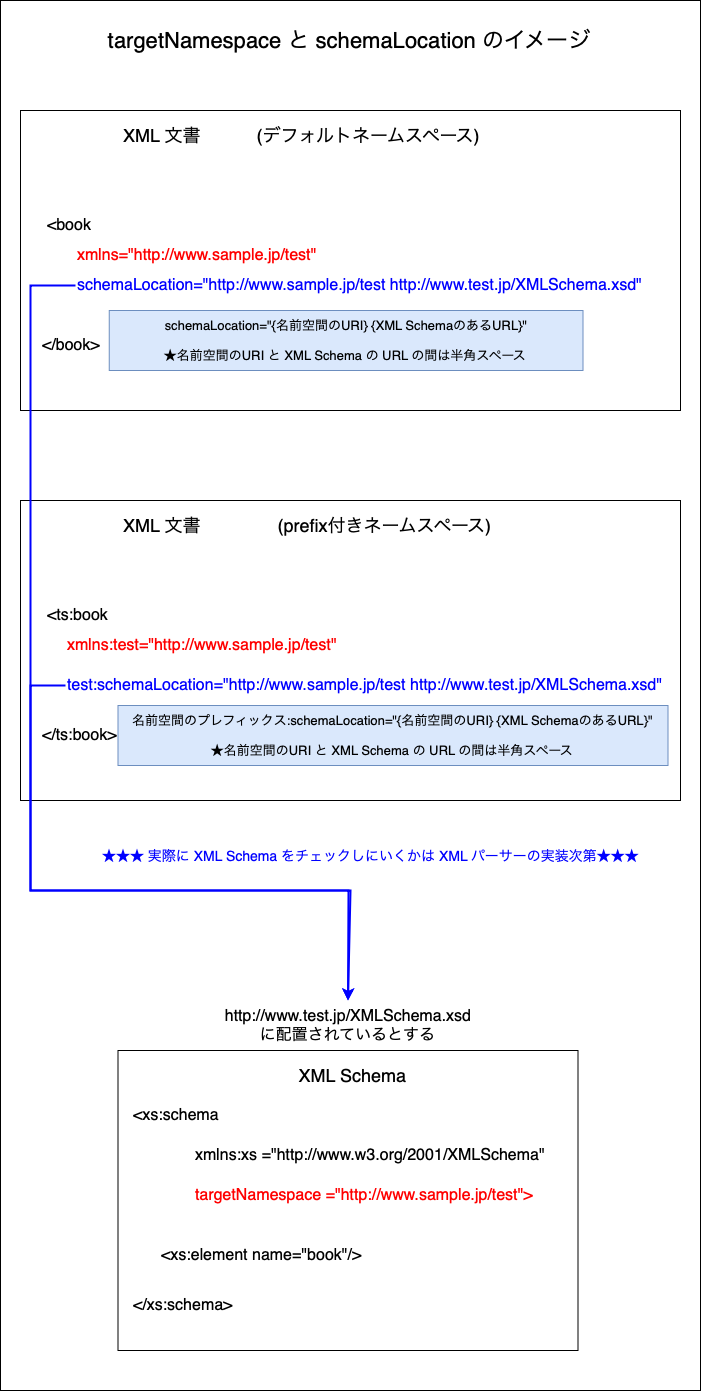 targetNamespace と schemaLocation のイメージ
XML 文書 (デフォルトネームスペース)
<book
xmlns="http://www.sample.jp/test"
schemaLocation="http://www.sample.jp/test http://www.test.jp/XMLSchema.xsd"
schemaLocation="{名前空間のURI} {XML SchemaのあるURL}"
★名前空間のURI と XML Schema の URL の間は半角スペース
</book>
XML 文書 (prefix付きネームスペース)
<ts:book
xmlns:test="http://www.sample.jp/test"
test:schemaLocation="http://www.sample.jp/test http://www.test.jp/XMLSchema.xsd"
名前空間のプレフィックス:schemaLocation="{名前空間のURI} {XML SchemaのあるURL}"
★名前空間のURI と XML Schema の URL の間は半角スペース
</ts:book>
★★★ 実際に XML Schema をチェックしにいくかは XML パーサーの実装次第★★★
http://www.test.jp/XMLSchema.xsd
に配置されているとする
XML Schema
<xs:schema
xmlns:xs ="http://www.w3.org/2001/XMLSchema"
targetNamespace ="http://www.sample.jp/test">
<xs:element name="book"/>
</xs:schema>